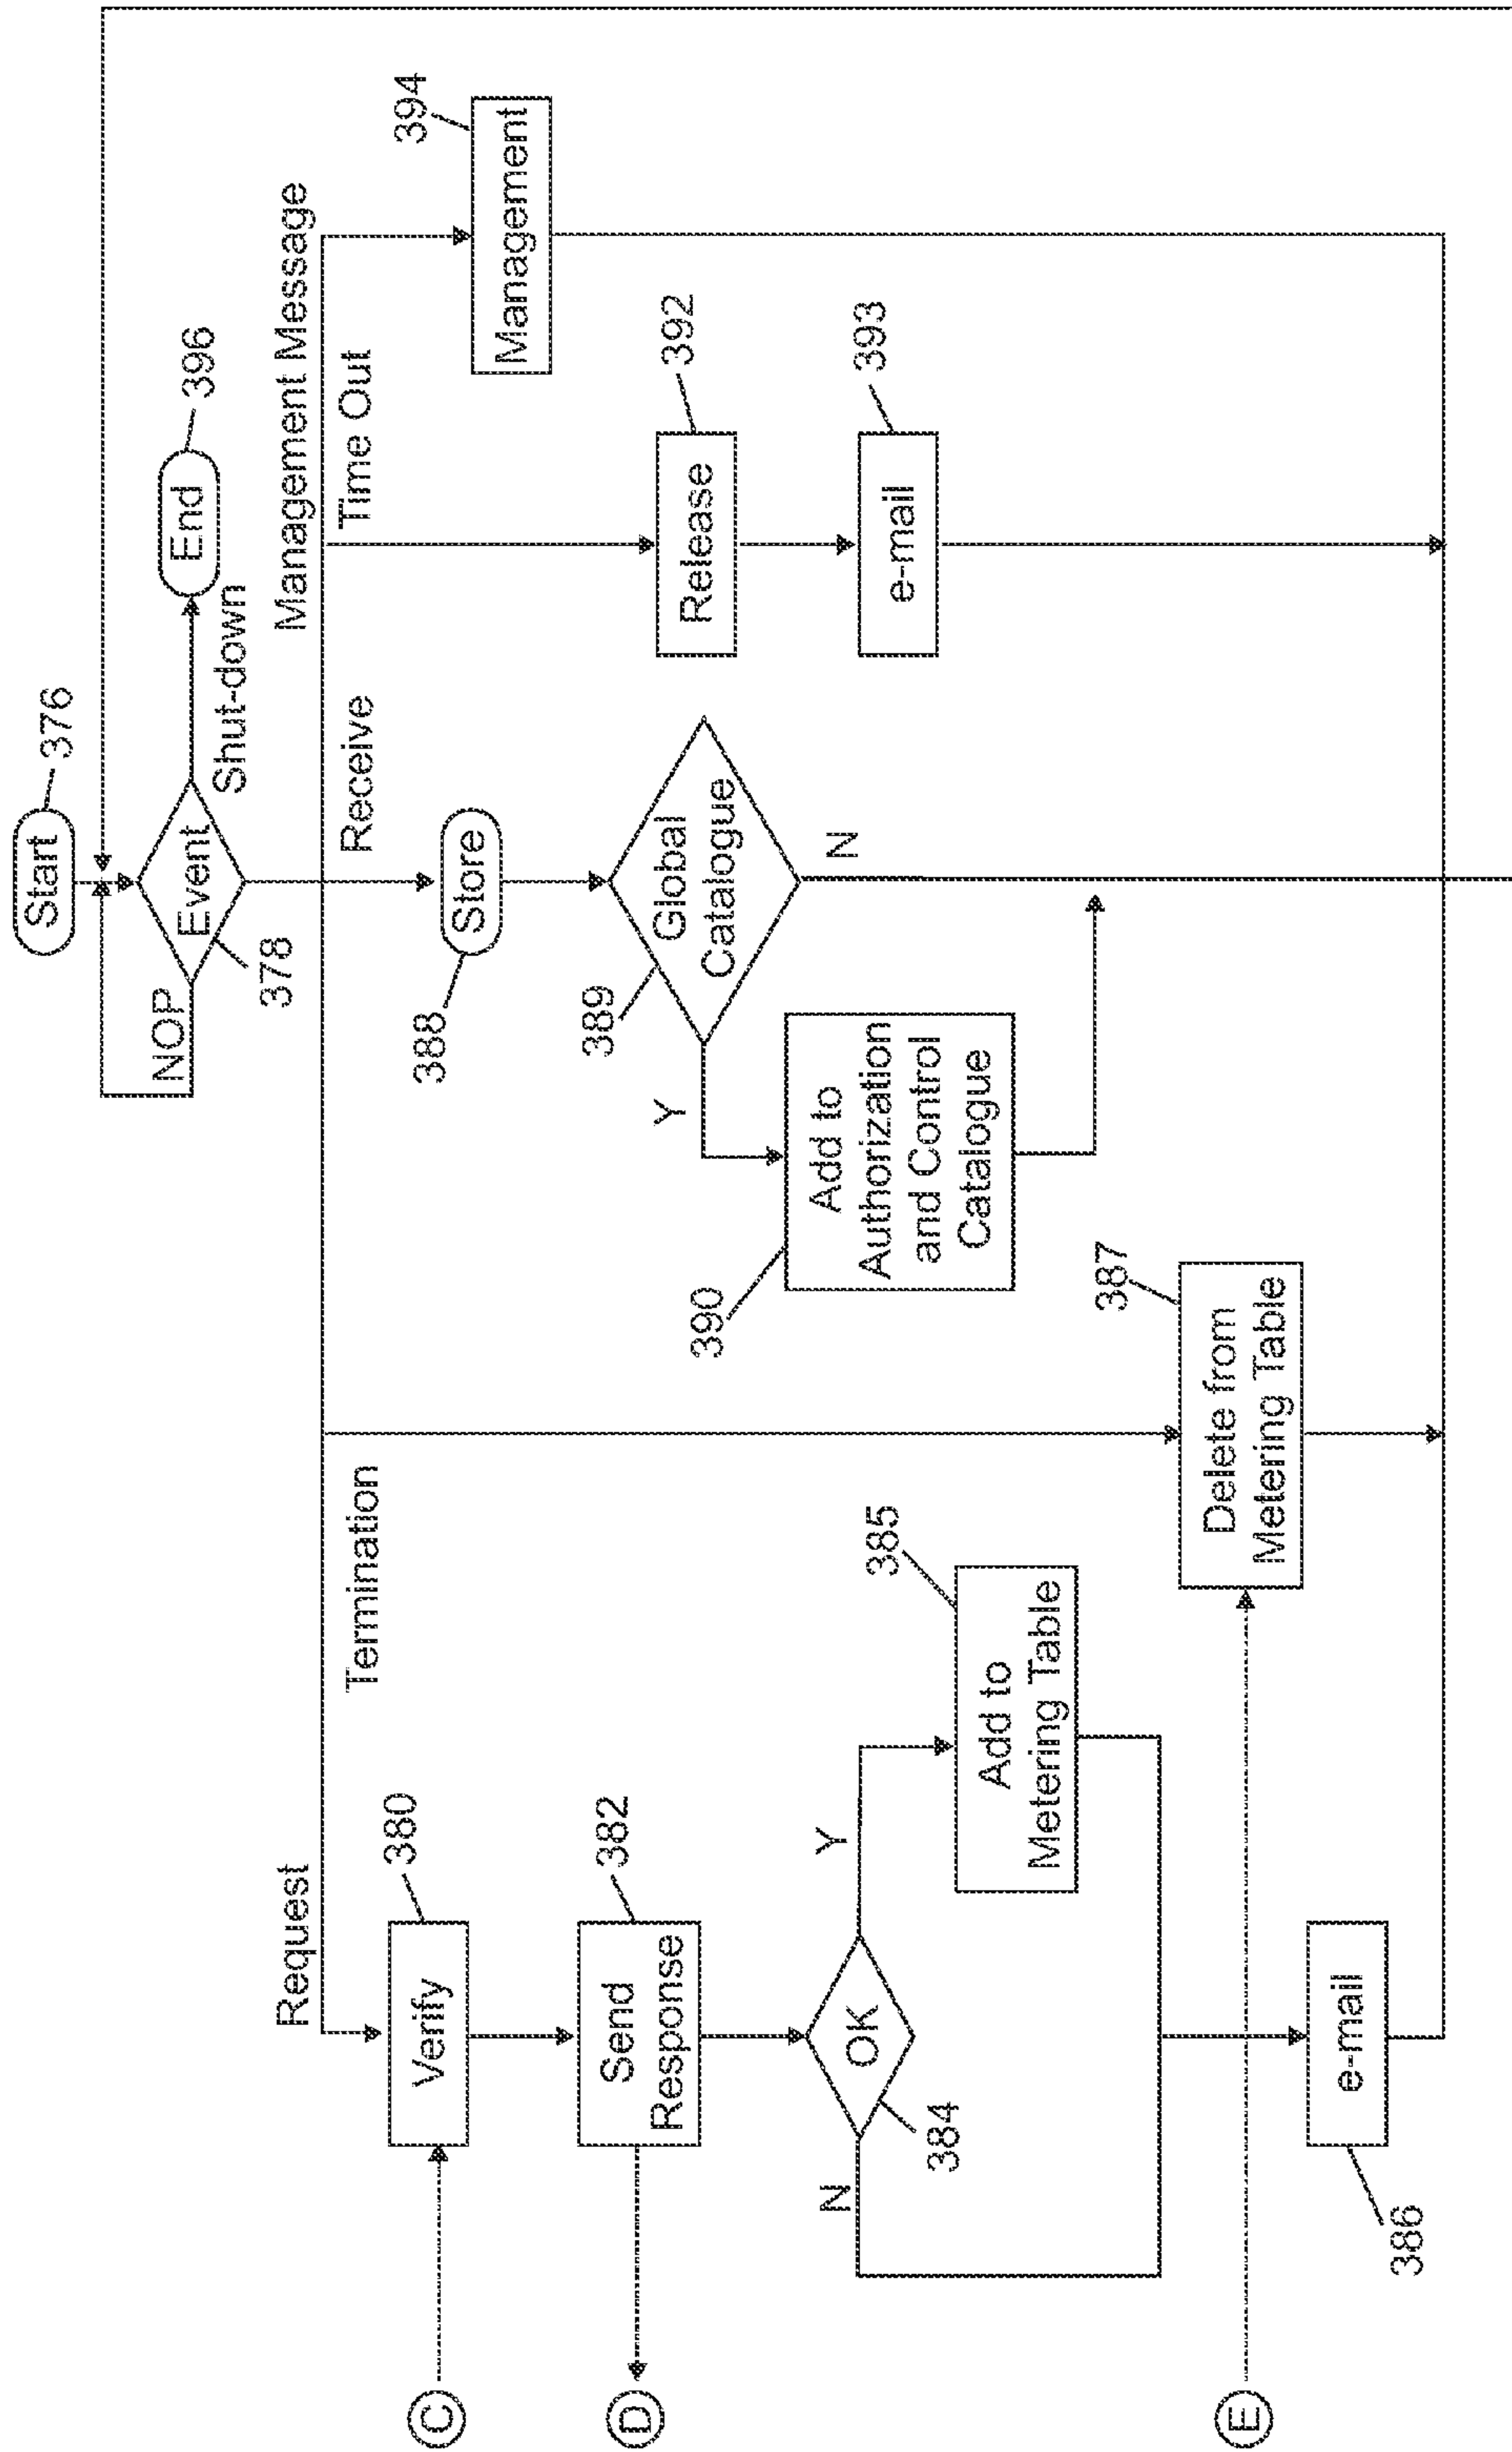 Start
376
NOP
Event
378
Shut-down
End
396
Request
Management Message
Termination
Receive
Time Out
C
Verify
380
388
Store
Management
394
D
Send
Response
382
389
Global
Catalogue
Release
392
OK
384
N
Y
Y
390
Add to
Authorization
and Control
Catalogue
N
e-mail
393
Add to
Metering Table
385
E
Delete from
Metering Table
387
e-mail
386